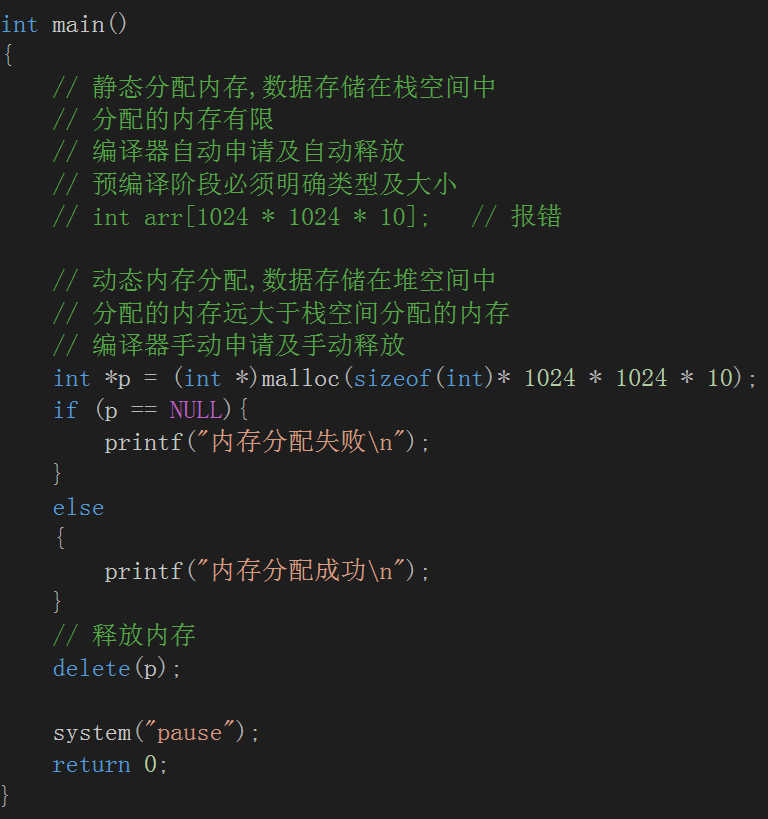 int main()
{
    // 静态分配内存,数据存储在栈空间中
    // 分配的内存有限
    // 编译器自动申请及自动释放
    // 预编译阶段必须明确类型及大小
    // int arr[1024 * 1024 * 10];   // 报错

    // 动态内存分配,数据存储在堆空间中
    // 分配的内存远大于栈空间分配的内存
    // 编译器手动申请及手动释放
    int *p = (int *)malloc(sizeof(int)* 1024 * 1024 * 10);
    if (p == NULL){
        printf("内存分配失败\n");
    }
    else
    {
        printf("内存分配成功\n");
    }
    // 释放内存
    delete(p);

    system("pause");
    return 0;
}